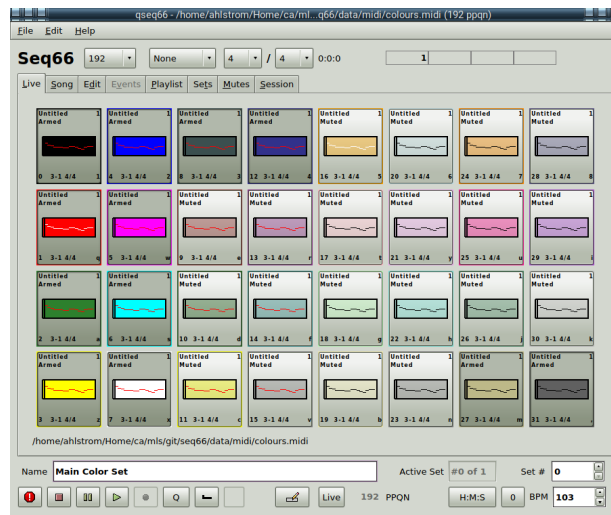 qseq66 - /home/ahlstrom/Home/ca/ml...q66/data/midi/colours.midi (192 ppqn)
File Edit Help
Seq66 192 None 4 / 4 0:0:0 1
Live Song Edit Events Playlist Sets Mutes Session
Untitled 1 Untitled 1 Untitled 1 Untitled 1 Untitled 1 Untitled 1 Untitled 1 Untitled 1
Armed Armed Armed Armed Muted Muted Muted Muted
0 3-1 4/4 1 4 3-1 4/4 2 8 3-1 4/4 3 12 3-1 4/4 4 16 3-1 4/4 5 20 3-1 4/4 6 24 3-1 4/4 7 28 3-1 4/4 8
Untitled 1 Untitled 1 Untitled 1 Untitled 1 Untitled 1 Untitled 1 Untitled 1 Untitled 1
Armed Armed Muted Muted Muted Muted Muted Muted
1 3-1 4/4 q 5 3-1 4/4 w 9 3-1 4/4 e 13 3-1 4/4 r 17 3-1 4/4 t 21 3-1 4/4 y 25 3-1 4/4 u 29 3-1 4/4 i
Untitled 1 Untitled 1 Untitled 1 Untitled 1 Untitled 1 Untitled 1 Untitled 1 Untitled 1
Armed Armed Muted Muted Muted Muted Muted Muted
2 3-1 4/4 a 6 3-1 4/4 s 10 3-1 4/4 d 14 3-1 4/4 f 18 3-1 4/4 g 22 3-1 4/4 h 26 3-1 4/4 j 30 3-1 4/4 k
Untitled 1 Untitled 1 Untitled 1 Untitled 1 Untitled 1 Untitled 1 Untitled 1 Untitled 1
Armed Armed Muted Muted Muted Muted Armed Armed
3 3-1 4/4 z 7 3-1 4/4 x 11 3-1 4/4 c 15 3-1 4/4 v 19 3-1 4/4 b 23 3-1 4/4 n 27 3-1 4/4 m 31 3-1 4/4 ,
/home/ahlstrom/Home/ca/mls/git/seq66/data/midi/colours.midi
Name Main Color Set Active Set #0 of 1 Set # 0
Q Live 192 PPQN H:M:S 0 BPM 103